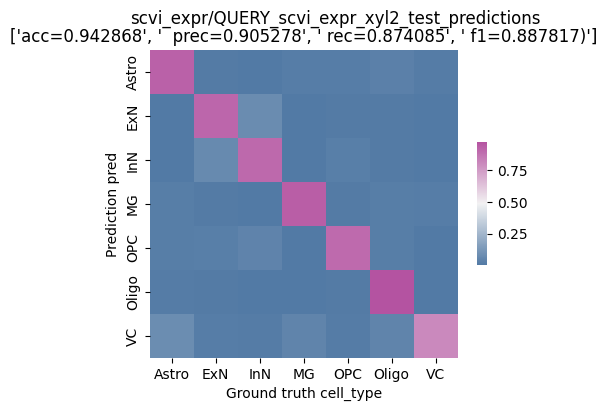 scvi_expr/QUERY_scvi_expr_xyl2_test_predictions
['acc=0.942868', '  prec=0.905278', ' rec=0.874085', ' f1=0.887817)']
Astro
ExN
InN
MG
OPC
Oligo
VC
Prediction pred
0.75
0.50
0.25
Astro ExN InN MG OPC Oligo VC
Ground truth cell_type